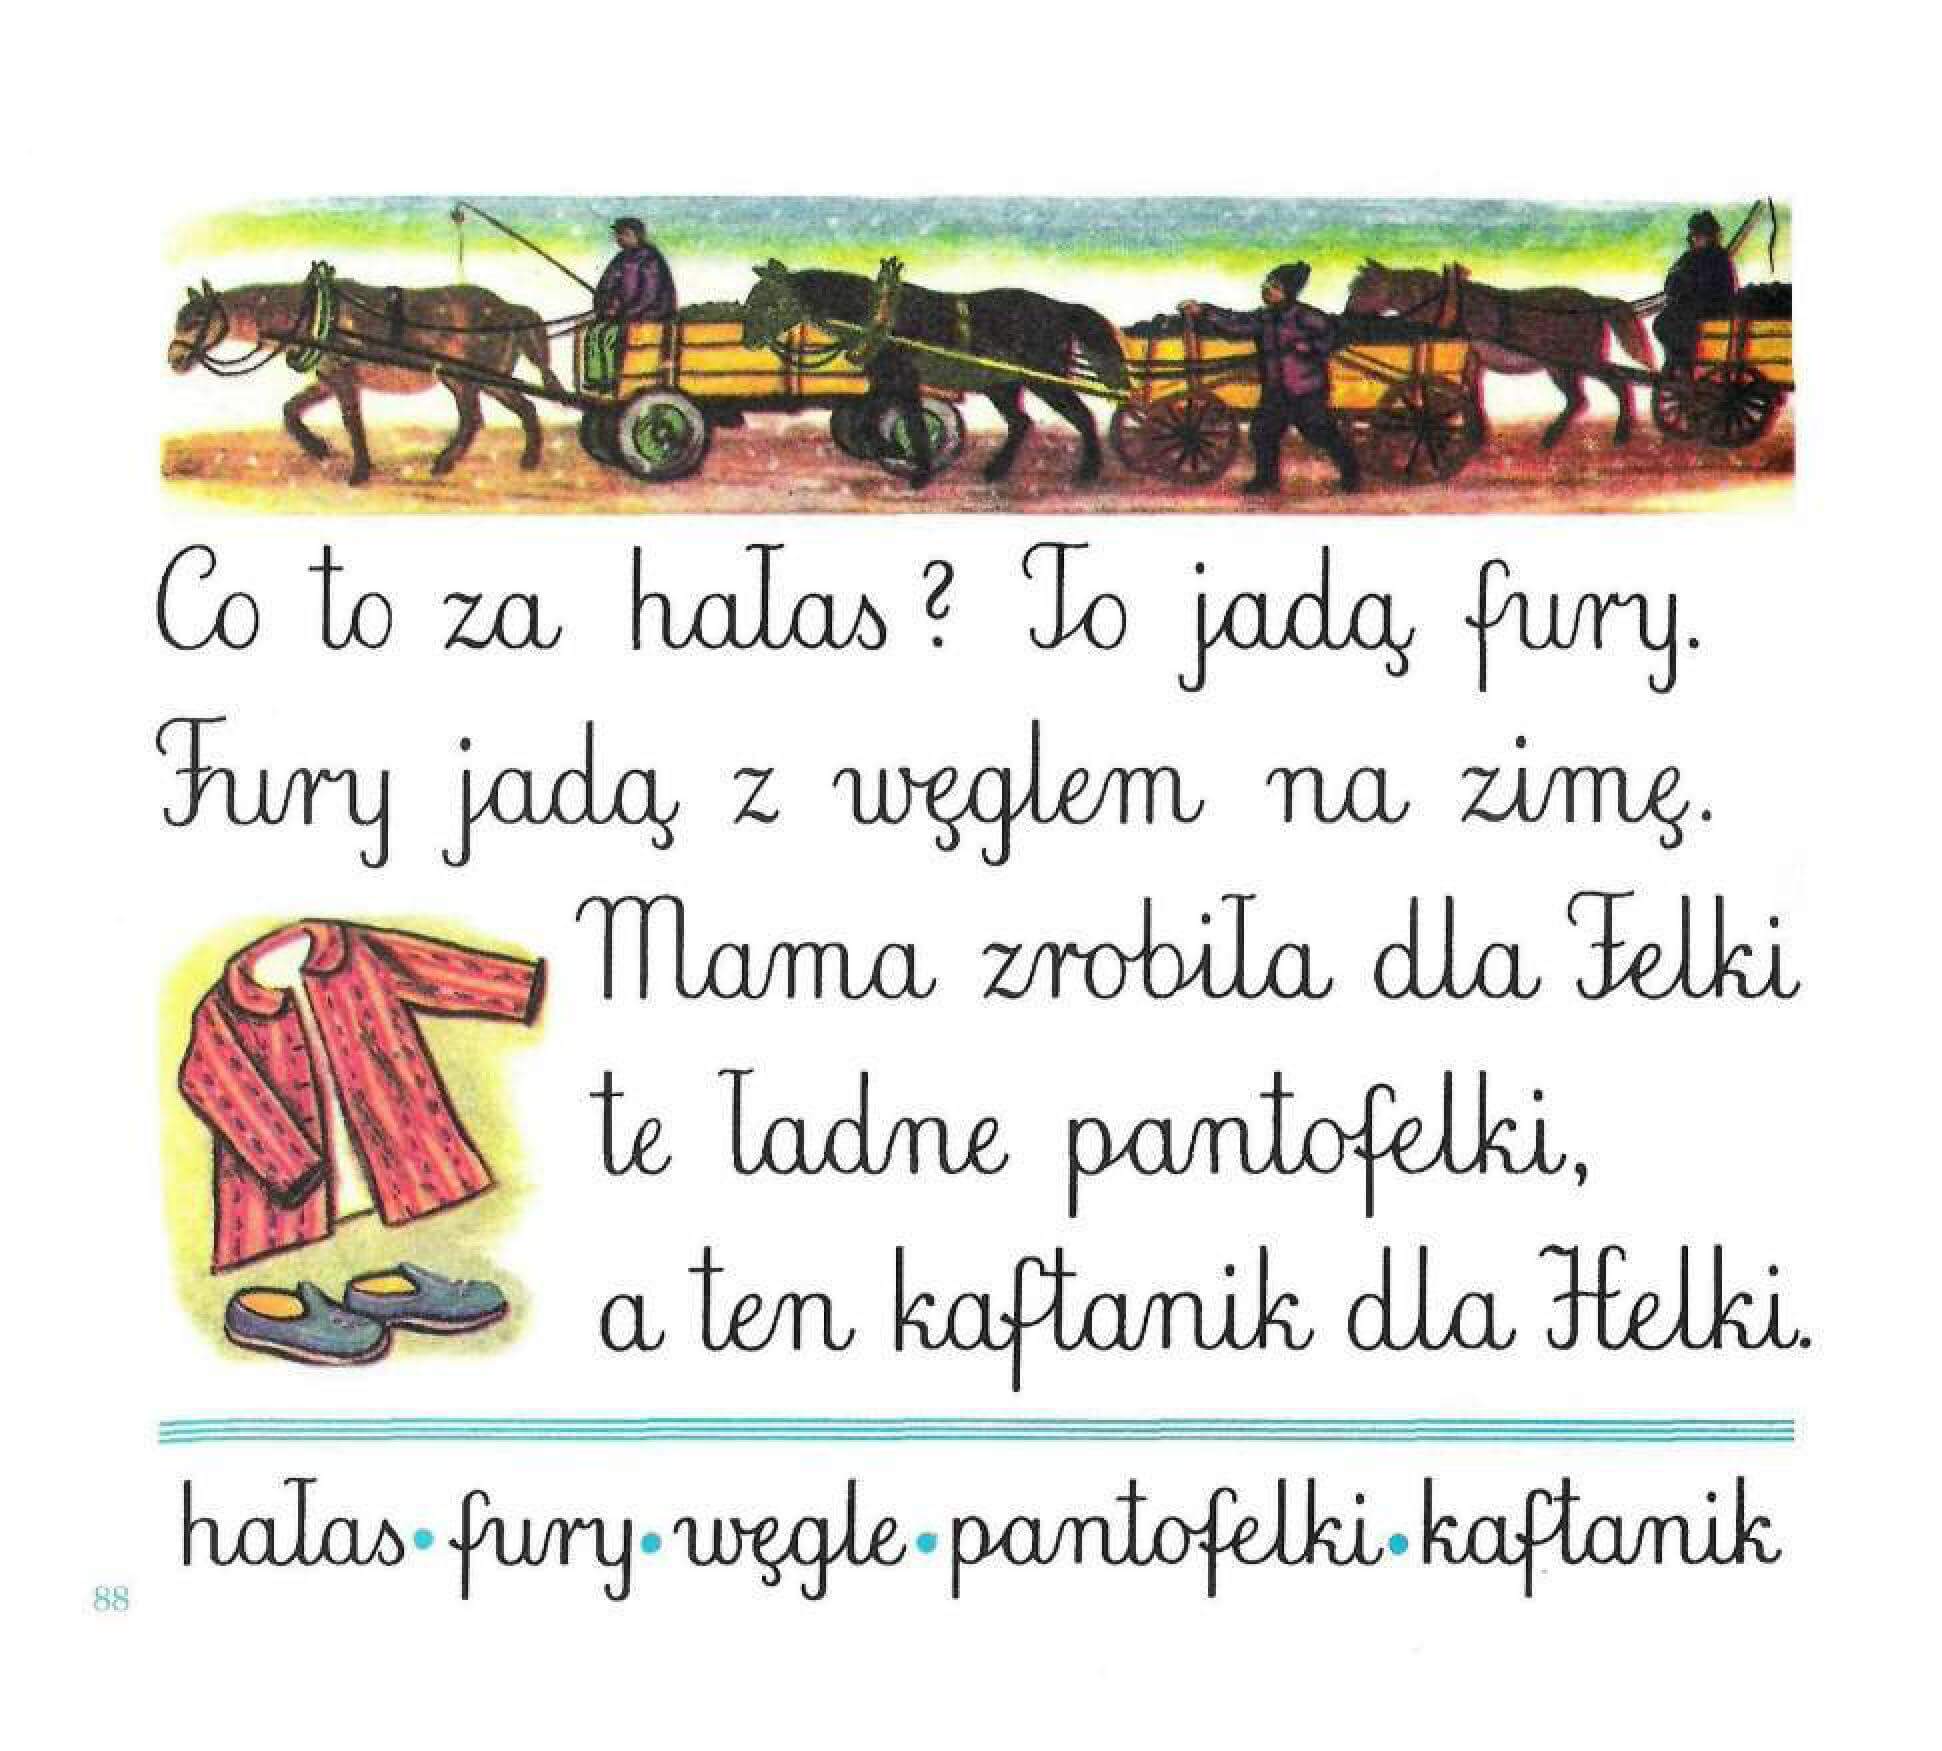 Co to za hałas? To jadą fury.
Fury jadą z węglem na zimę.
Mama zrobiła dla Felki
te ładne pantofelki,
a ten kaftanik dla Helki.
hałas • fury • węgle • pantofelki • kaftanik
88